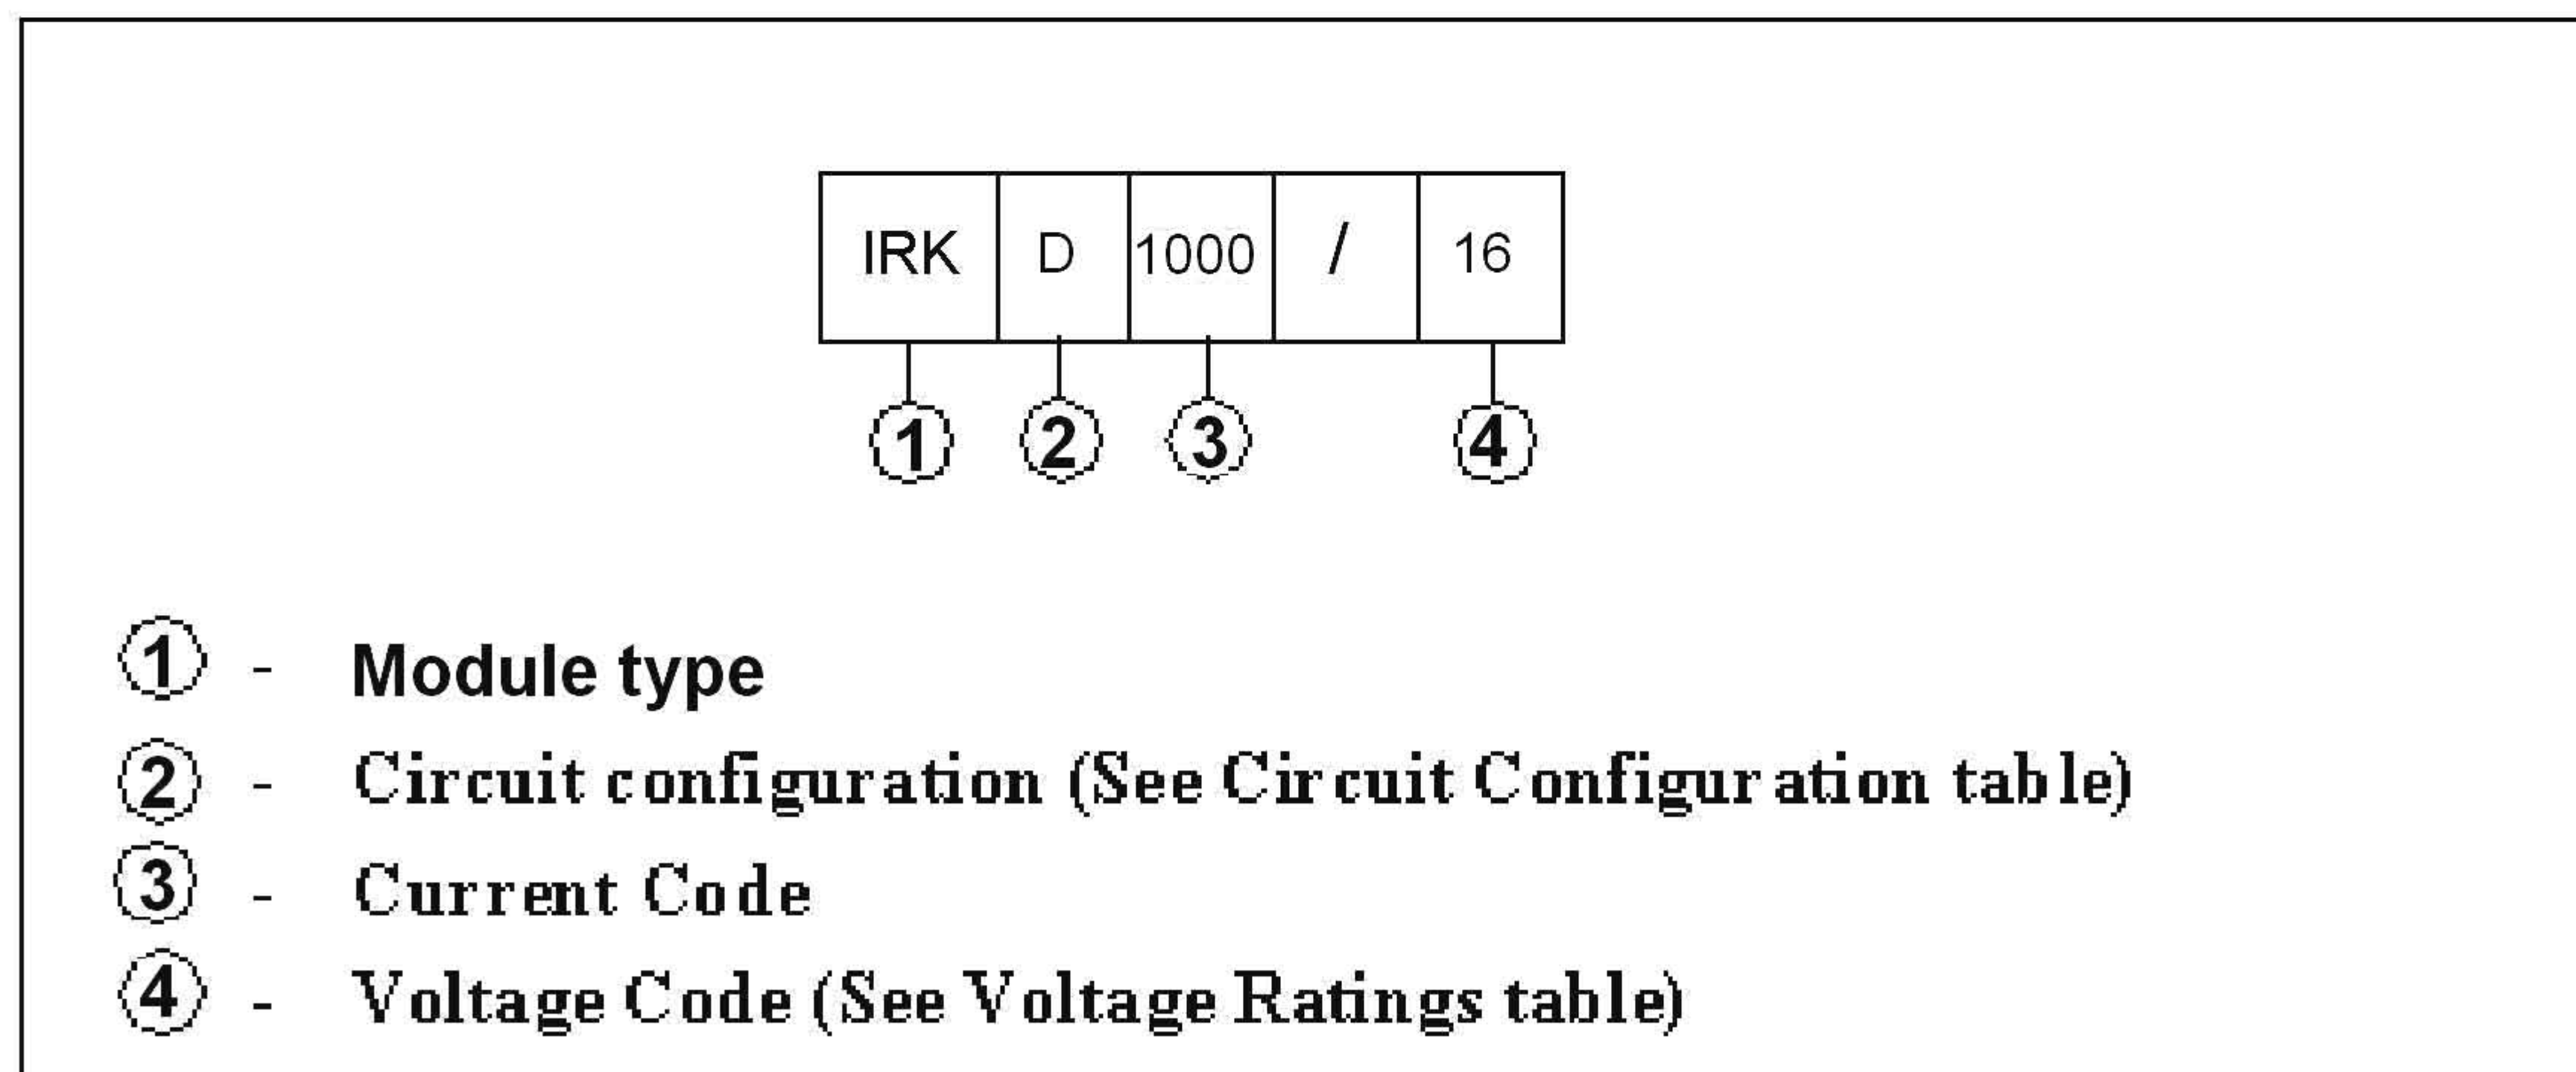 IRK D 1000 / 16
1 2 3 4
1 - Module type
2 - Circuit configuration (See Circuit Configuration table)
3 - Current Code
4 - Voltage Code (See Voltage Ratings table)